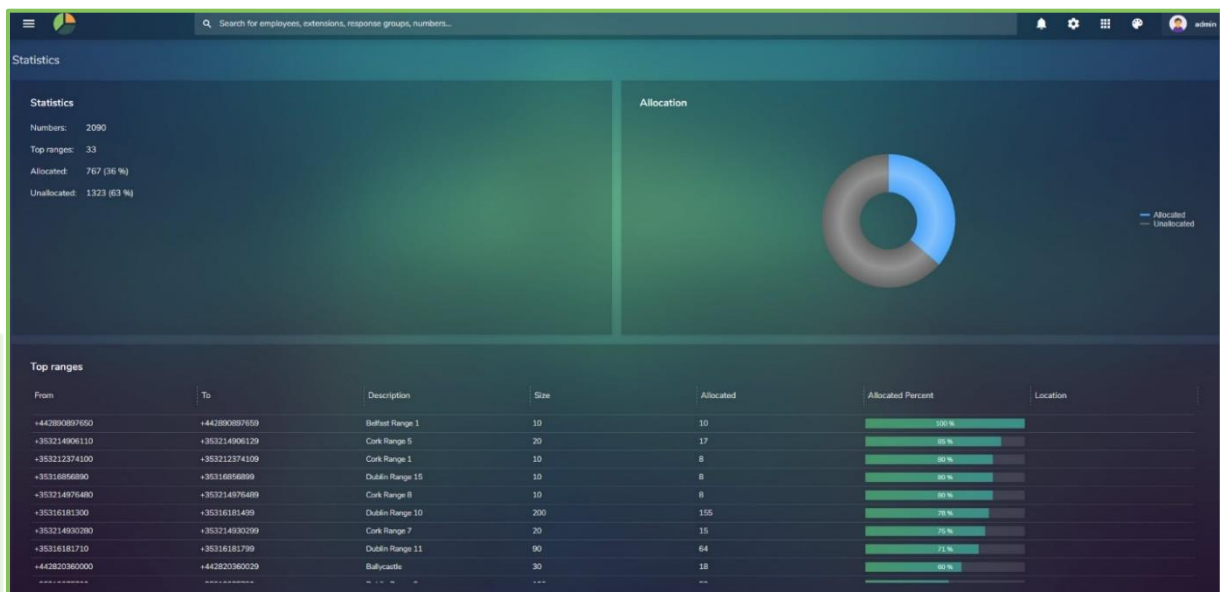 Search for employees, extensions, response groups, numbers...
admin
Statistics
Statistics
Numbers: 2090
Top ranges: 33
Allocated: 767 (36 %)
Unallocated: 1323 (63 %)
Allocation
Allocated
Unallocated
Top ranges
From To Description Size Allocated Allocated Percent Location
+442890897650 +442890897659 Belfast Range 1 10 10 100 %
+353214906110 +353214906129 Cork Range 5 20 17 85 %
+353212374100 +353212374109 Cork Range 1 10 8 80 %
+35316856890 +35316856899 Dublin Range 15 10 8 80 %
+353214976480 +353214976489 Cork Range 8 10 8 80 %
+35316181300 +35316181499 Dublin Range 10 200 155 78 %
+353214930280 +353214930299 Cork Range 7 20 15 75 %
+35316181710 +35316181799 Dublin Range 11 90 64 71 %
+442820360000 +442820360029 Ballycastle 30 18 60 %